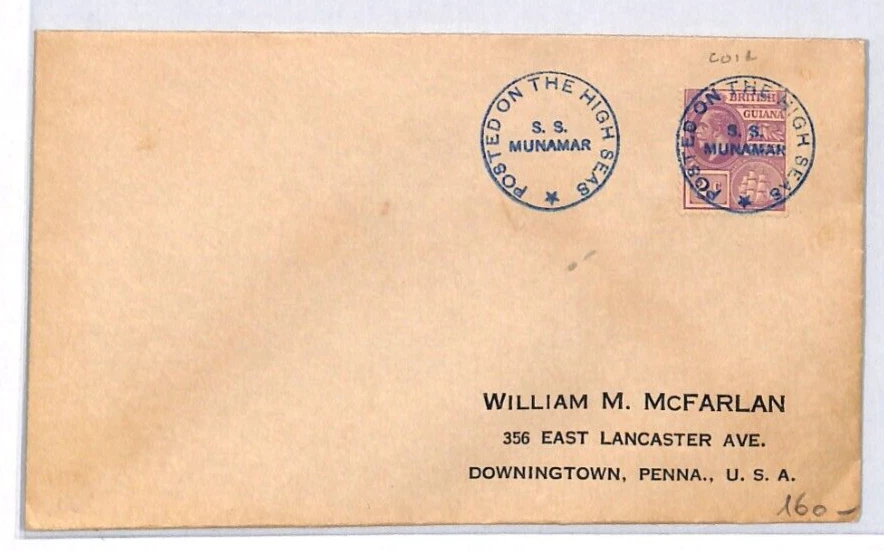 COIL
POSTED ON THE HIGH SEAS
S. S.
MUNAMAR
POSTED ON THE HIGH SEAS
S. S.
MUNAMAR
BRITISH
GUIANA
WILLIAM M. McFARLAN
356 EAST LANCASTER AVE.
DOWNINGTOWN, PENNA., U. S. A.
160-